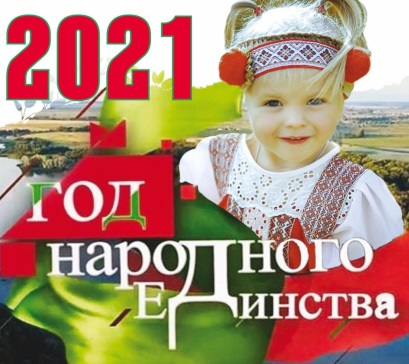 2021
ГОД
народного
Единства